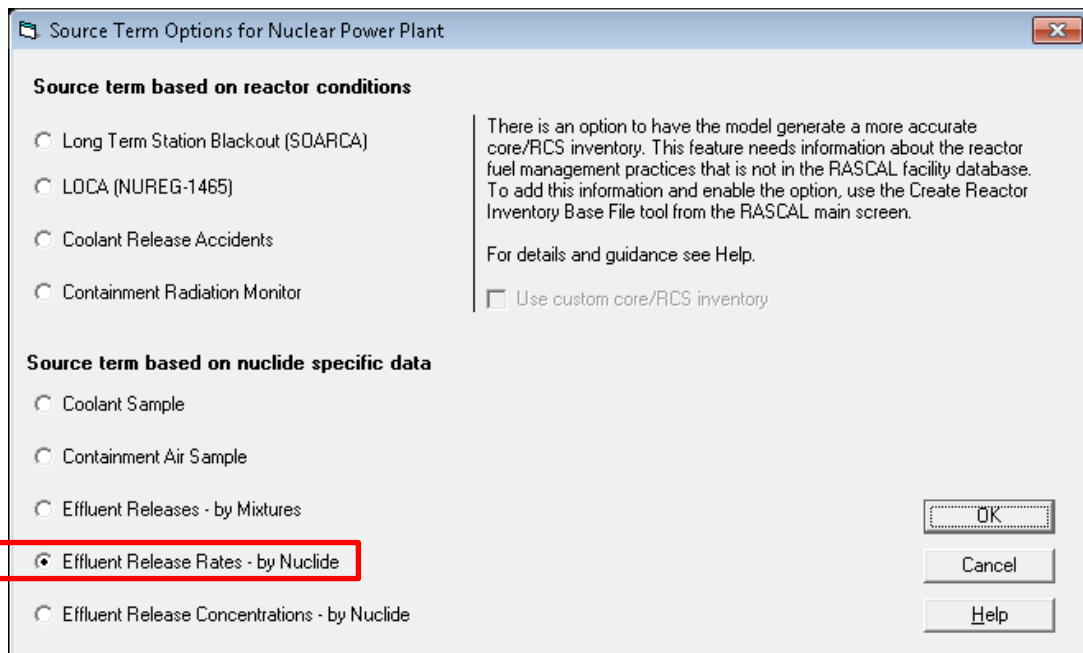 Source Term Options for Nuclear Power Plant
Source term based on reactor conditions
Long Term Station Blackout (SOARCA)
LOCA (NUREG-1465)
Coolant Release Accidents
Containment Radiation Monitor
There is an option to have the model generate a more accurate
core/RCS inventory. This feature needs information about the reactor
fuel management practices that is not in the RASCAL facility database.
To add this information and enable the option, use the Create Reactor
Inventory Base File tool from the RASCAL main screen.
For details and guidance see Help.
Use custom core/RCS inventory
Source term based on nuclide specific data
Coolant Sample
Containment Air Sample
Effluent Releases - by Mixtures
Effluent Release Rates - by Nuclide
Effluent Release Concentrations - by Nuclide
OK
Cancel
Help